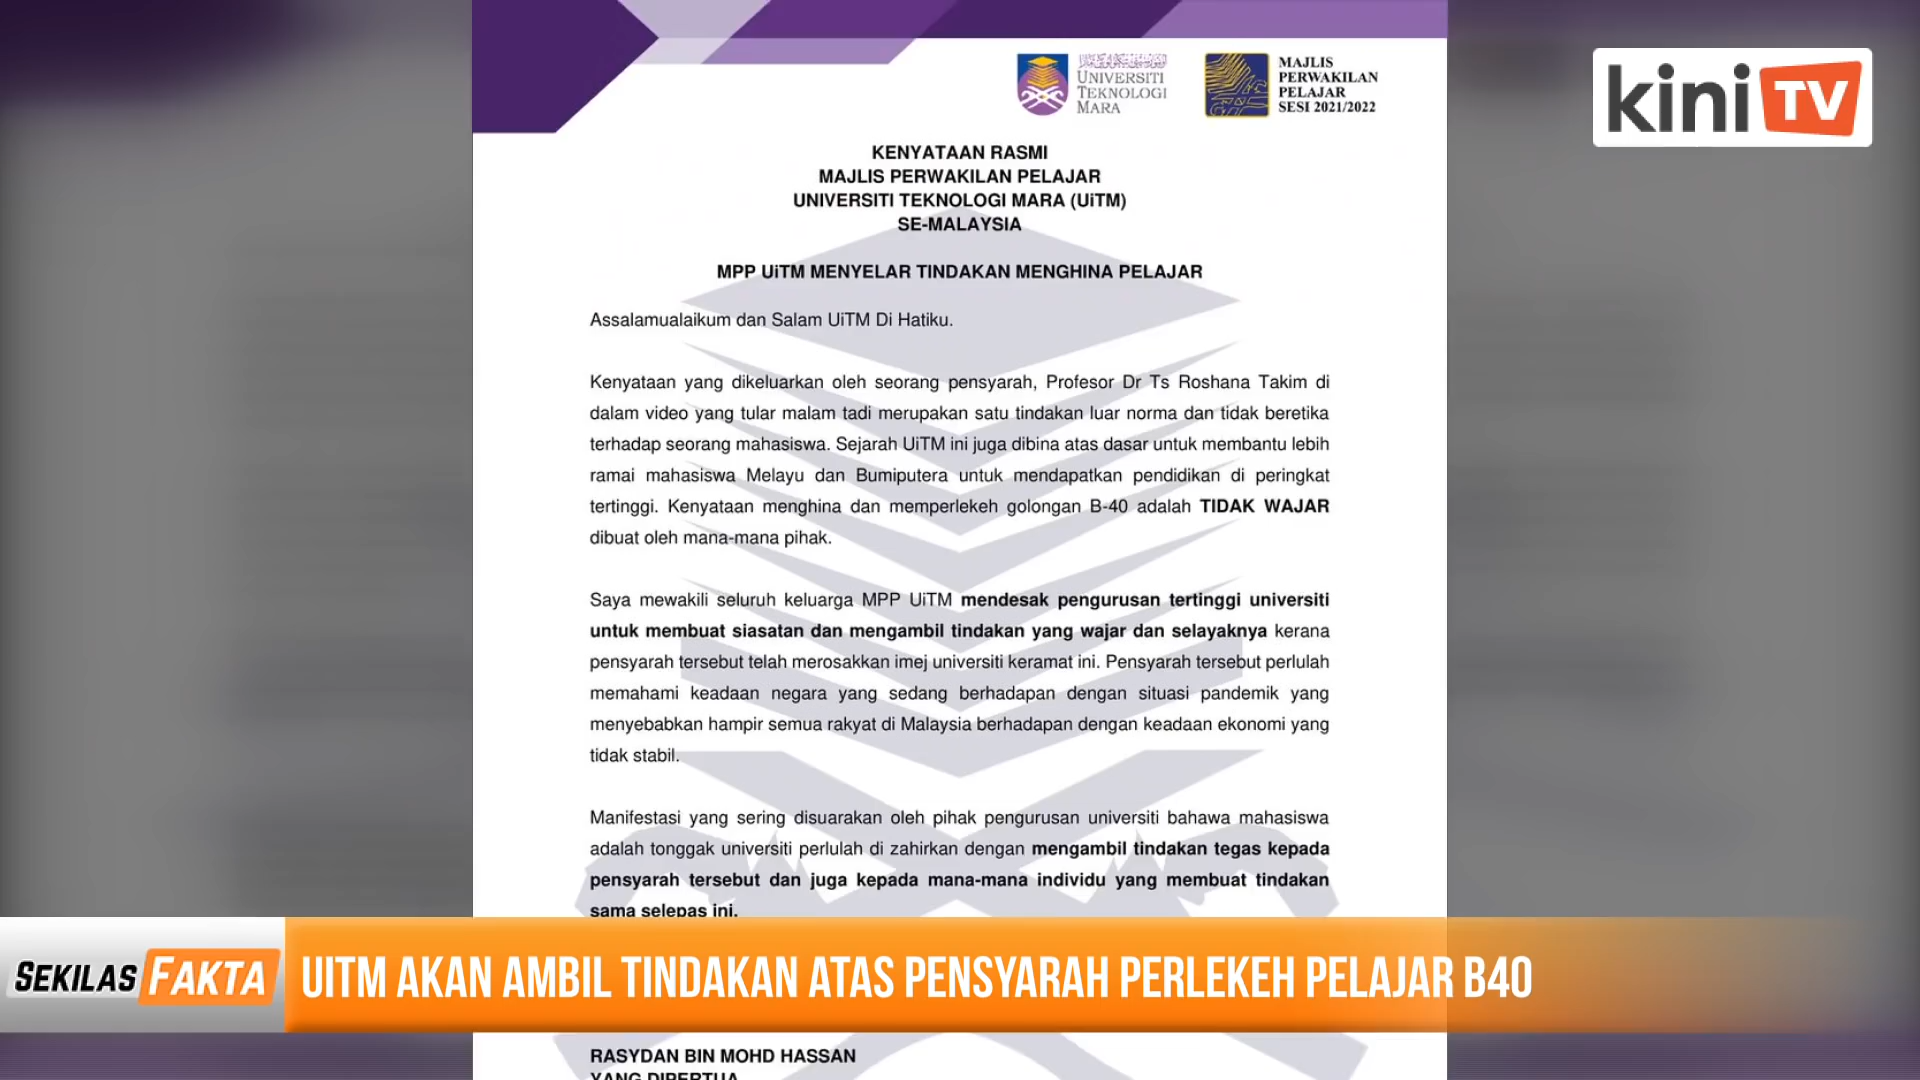 UNIVERSITI
TEKNOLOGI
MARA
MAJLIS
PERWAKILAN
PELAJAR
SESI 2021/2022
kini TV
KENYATAAN RASMI
MAJLIS PERWAKILAN PELAJAR
UNIVERSITI TEKNOLOGI MARA (UiTM)
SE-MALAYSIA
MPP UiTM MENYELAR TINDAKAN MENGHINA PELAJAR
Assalamualaikum dan Salam UiTM Di Hatiku.
Kenyataan yang dikeluarkan oleh seorang pensyarah, Profesor Dr Ts Roshana Takim di
dalam video yang tular malam tadi merupakan satu tindakan luar norma dan tidak beretika
terhadap seorang mahasiswa. Sejarah UiTM ini juga dibina atas dasar untuk membantu lebih
ramai mahasiswa Melayu dan Bumiputera untuk mendapatkan pendidikan di peringkat
tertinggi. Kenyataan menghina dan memperlekeh golongan B-40 adalah TIDAK WAJAR
dibuat oleh mana-mana pihak.
Saya mewakili seluruh keluarga MPP UiTM mendesak pengurusan tertinggi universiti
untuk membuat siasatan dan mengambil tindakan yang wajar dan selayaknya kerana
pensyarah tersebut telah merosakkan imej universiti keramat ini. Pensyarah tersebut perlulah
memahami keadaan negara yang sedang berhadapan dengan situasi pandemik yang
menyebabkan hampir semua rakyat di Malaysia berhadapan dengan keadaan ekonomi yang
tidak stabil.
Manifestasi yang sering disuarakan oleh pihak pengurusan universiti bahawa mahasiswa
adalah tonggak universiti perlulah di zahirkan dengan mengambil tindakan tegas kepada
pensyarah tersebut dan juga kepada mana-mana individu yang membuat tindakan
sama selepas ini.
SEKILAS FAKTA
UITM AKAN AMBIL TINDAKAN ATAS PENSYARAH PERLEKEH PELAJAR B40
RASYDAN BIN MOHD HASSAN
YANG DIPERTUA